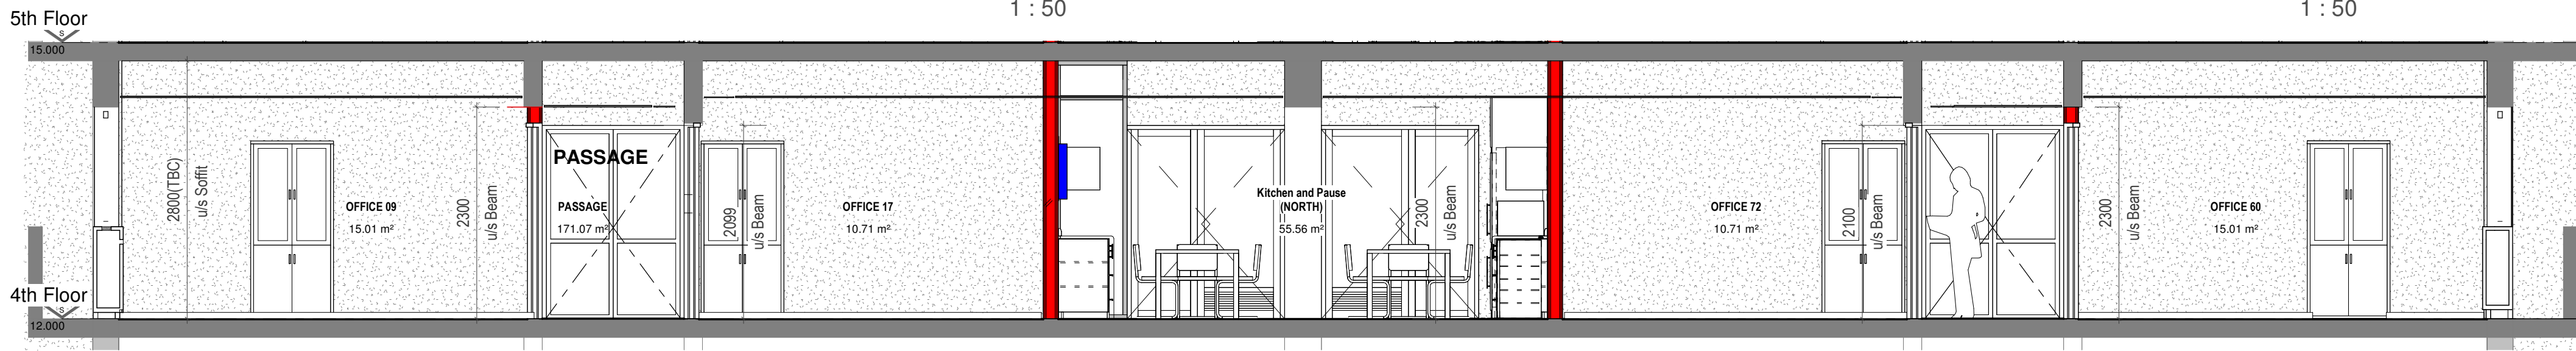 1 : 50
1 : 50
5th Floor
s
15.000
PASSAGE
2800(TBC)
u/s Soffit
OFFICE 09
15.01 m²
2300
u/s Beam
PASSAGE
171.07 m²
2099
u/s Beam
OFFICE 17
10.71 m²
Kitchen and Pause
(NORTH)
55.56 m²
2300
u/s Beam
OFFICE 72
10.71 m²
2100
u/s Beam
2300
u/s Beam
OFFICE 60
15.01 m²
4th Floor
s
12.000